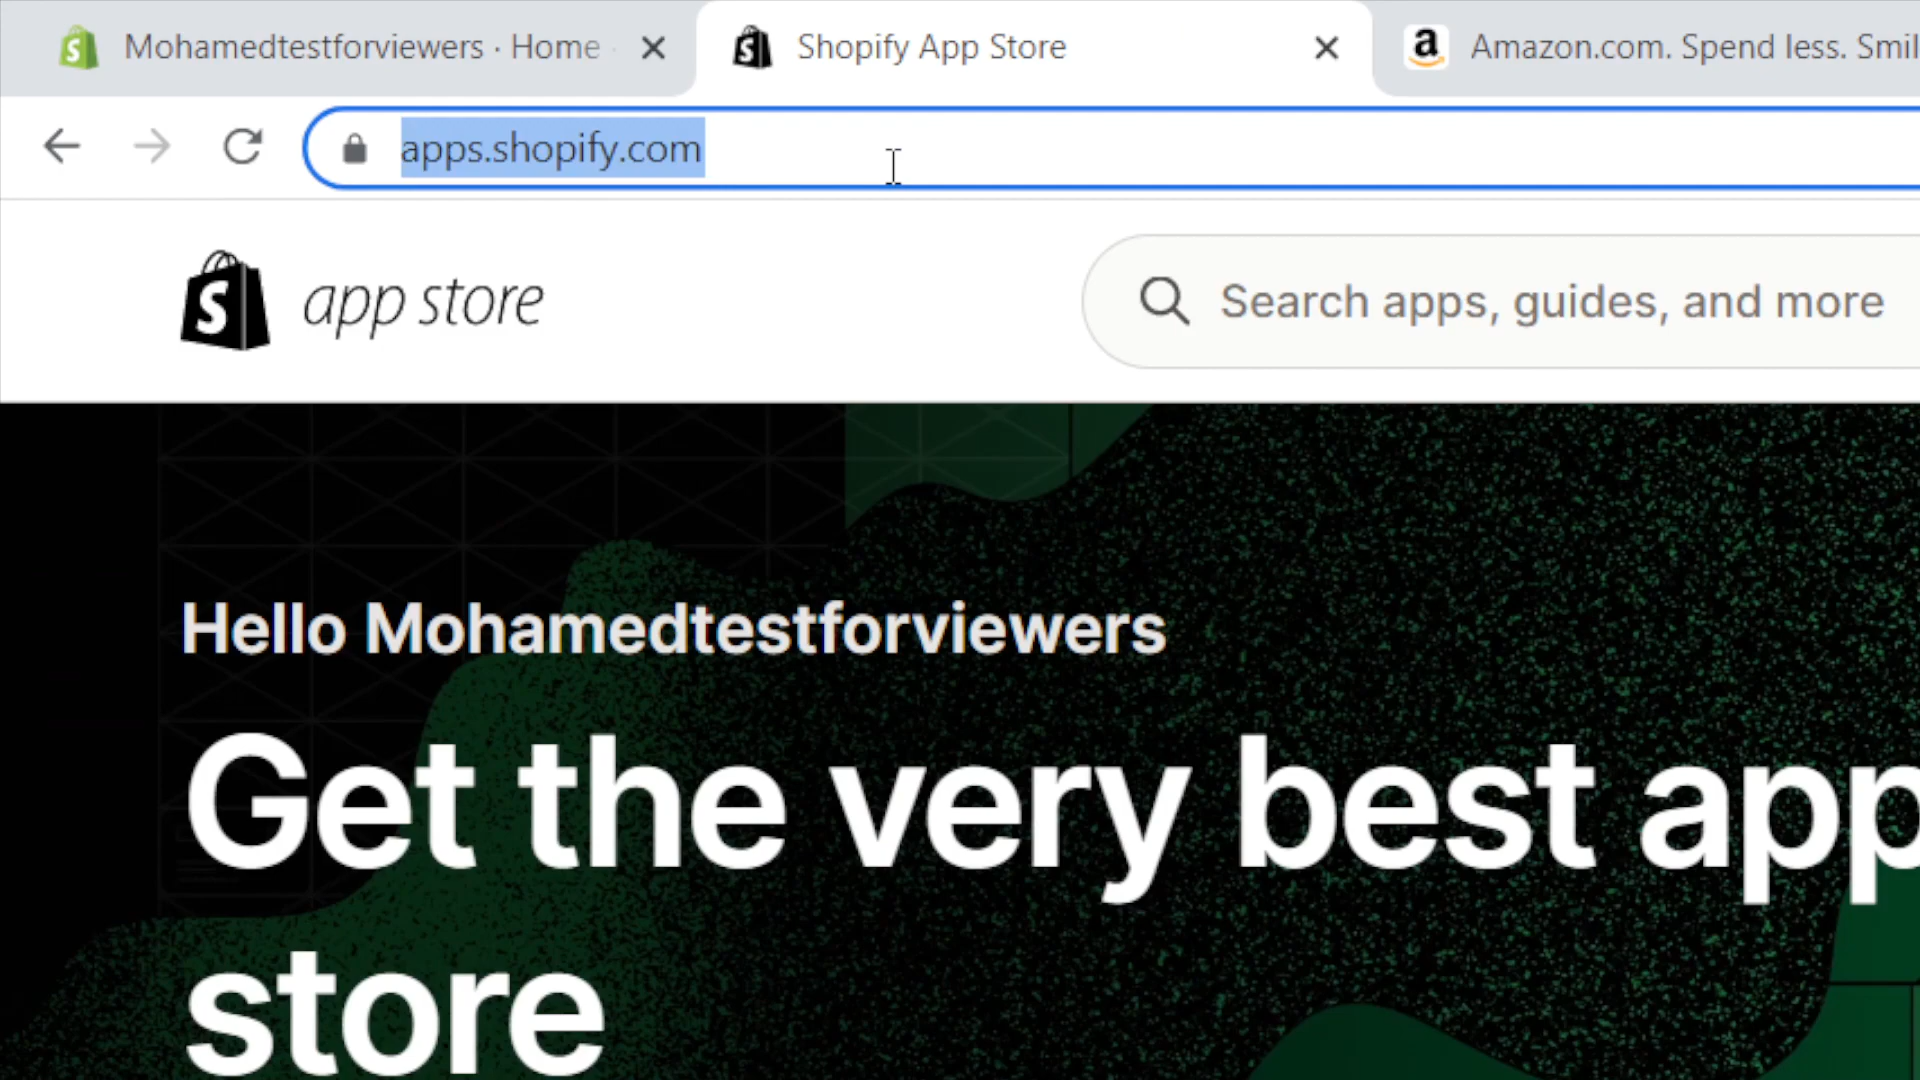 Mohamedtestforviewers · Home
Shopify App Store
Amazon.com. Spend less. Smil
apps.shopify.com
app store
Search apps, guides, and more
Hello Mohamedtestforviewers
Get the very best app
store